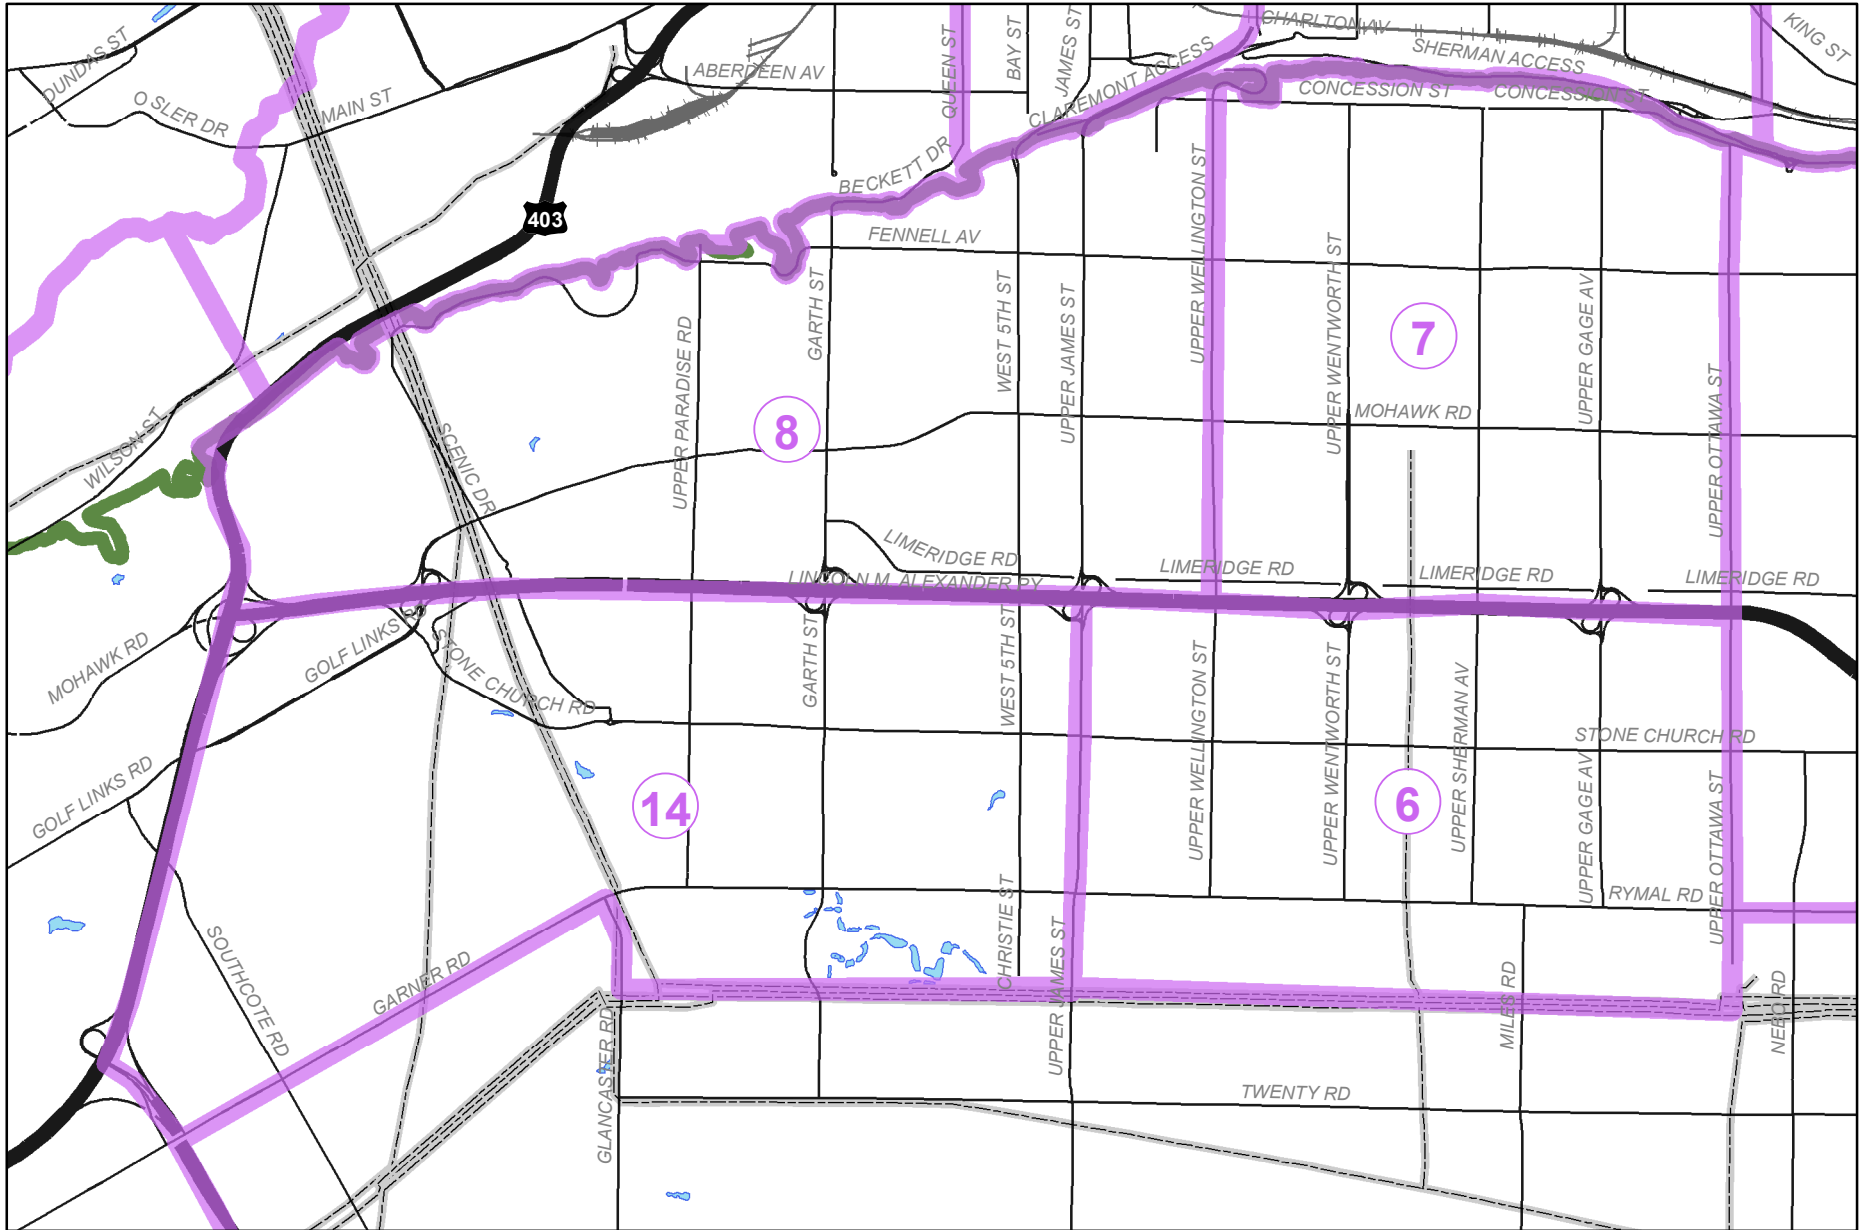 DUNDAS ST
OSLER DR
MAIN ST
403
ABERDEEN AV
QUEEN ST
BAY ST
JAMES ST
CHARLTON AV
CLAREMONT ACCESS
SHERMAN ACCESS
KING ST
CONCESSION ST
CONCESSION ST
BECKETT DR
FENNELL AV
UPPER WELLINGTON ST
UPPER WENTWORTH ST
GARTH ST
WEST 5TH ST
UPPER JAMES ST
UPPER GAGE AV
7
UPPER PARADISE RD
UPPER OTTAWA ST
8
MOHAWK RD
WILSON ST
SCENIC DR
LIMERIDGE RD
LIMERIDGE RD
LIMERIDGE RD
LIMERIDGE RD
LINCOLN M. ALEXANDER PY
MOHAWK RD
GOLF LINKS RD
STONE CHURCH RD
GARTH ST
WEST 5TH ST
UPPER WELLINGTON ST
UPPER WENTWORTH ST
UPPER SHERMAN AV
STONE CHURCH RD
GOLF LINKS RD
14
6
UPPER GAGE AV
UPPER OTTAWA ST
RYMAL RD
SOUTHCOTE RD
GARNER RD
CHRISTIE ST
UPPER JAMES ST
MILES RD
NEBO RD
GLANCASTER RD
TWENTY RD